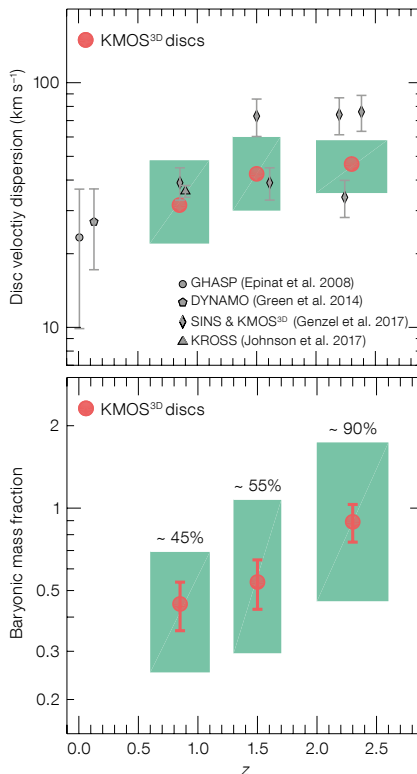 KMOS³ᴰ discs
100
10
Disc veloctiy dispersion (km s⁻¹)
GHASP (Epinat et al. 2008)
DYNAMO (Green et al. 2014)
SINS & KMOS³ᴰ (Genzel et al. 2017)
KROSS (Johnson et al. 2017)
KMOS³ᴰ discs
2
1
0.5
0.3
0.2
Baryonic mass fraction
~ 45%
~ 55%
~ 90%
0.0 0.5 1.0 1.5 2.0 2.5
z